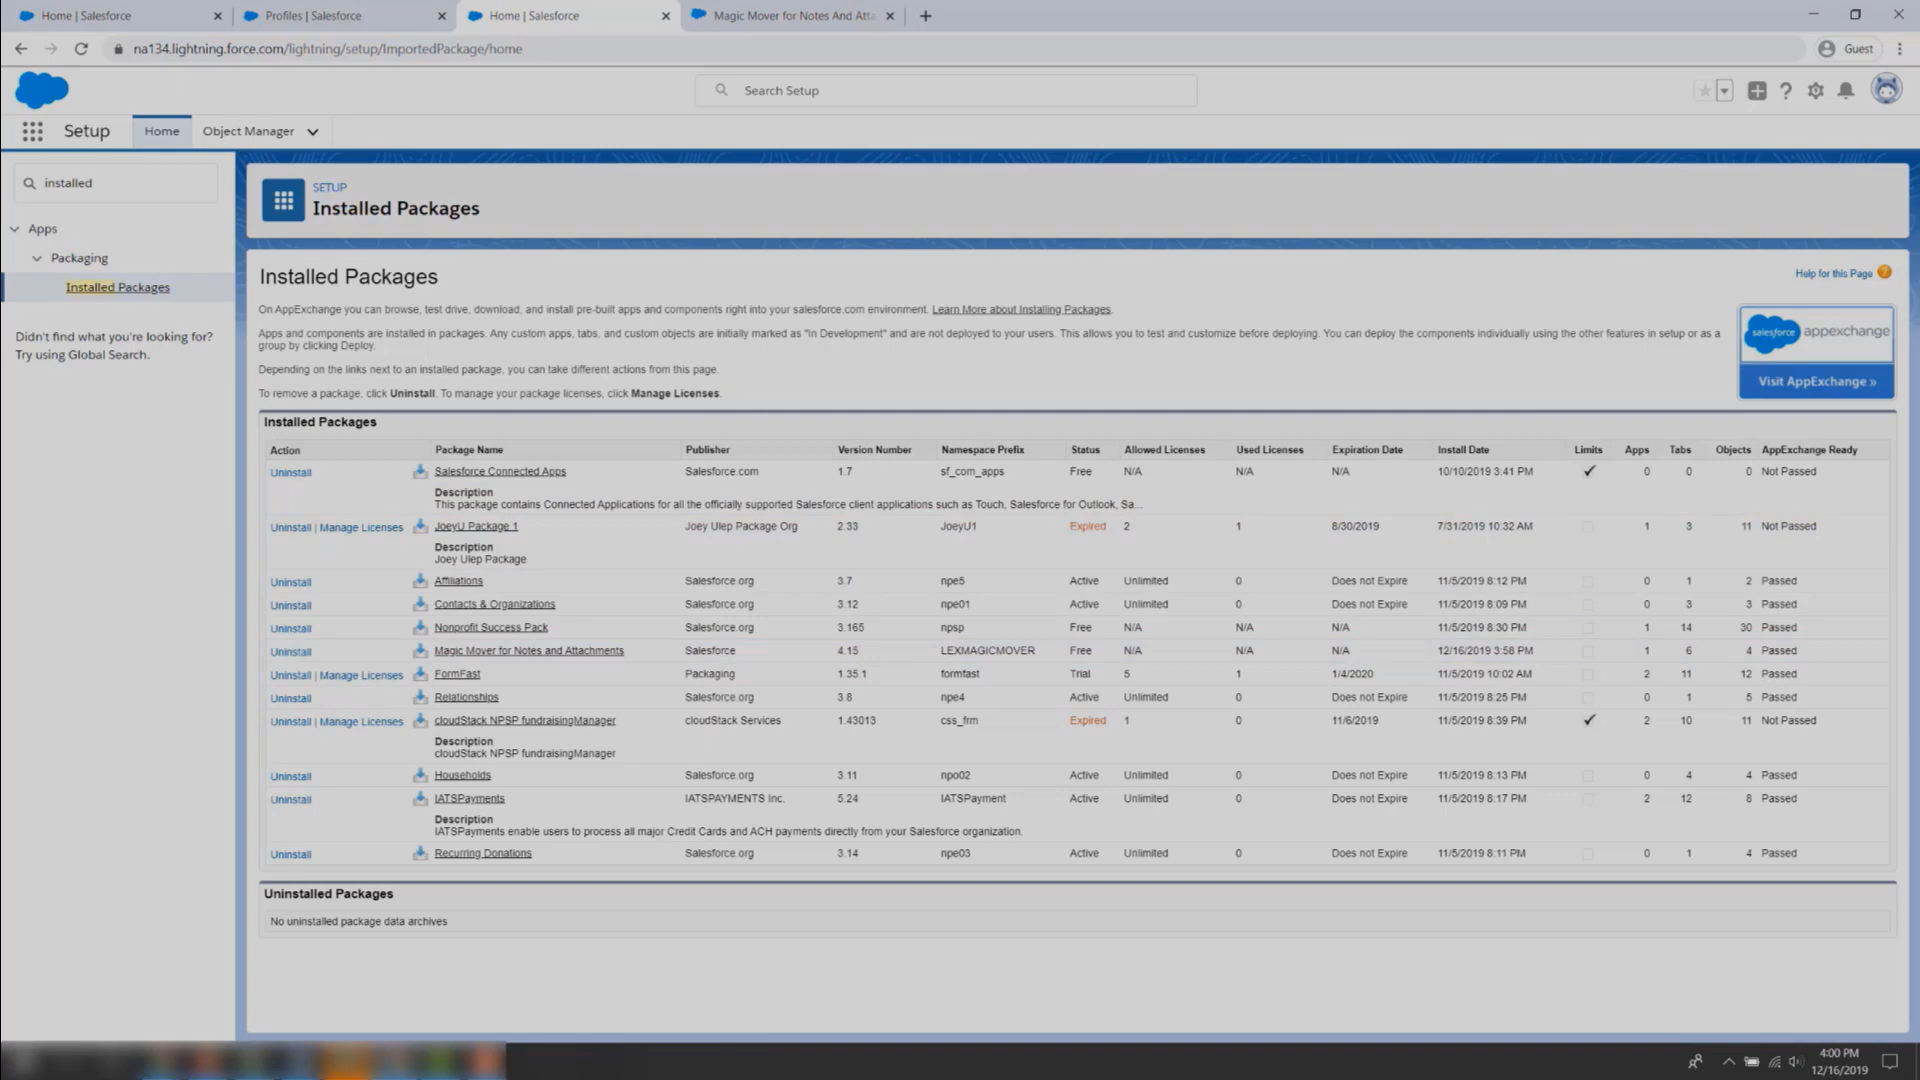 Home | Salesforce
Profiles | Salesforce
Home | Salesforce
Magic Mover for Notes And Atta
na134.lightning.force.com/lightning/setup/ImportedPackage/home
Guest
Search Setup
Setup
Home
Object Manager
installed
Apps
Packaging
Installed Packages
Didn't find what you're looking for?
Try using Global Search.
SETUP
Installed Packages
Installed Packages
Help for this Page
On AppExchange you can browse, test drive, download, and install pre-built apps and components right into your salesforce.com environment. Learn More about Installing Packages.
Apps and components are installed in packages. Any custom apps, tabs, and custom objects are initially marked as "In Development" and are not deployed to your users. This allows you to test and customize before deploying. You can deploy the components individually using the other features in setup or as a
group by clicking Deploy.
Depending on the links next to an installed package, you can take different actions from this page.
To remove a package, click Uninstall. To manage your package licenses, click Manage Licenses.
salesforce appexchange
Visit AppExchange »
Installed Packages
Action Package Name Publisher Version Number Namespace Prefix Status Allowed Licenses Used Licenses Expiration Date Install Date Limits Apps Tabs Objects AppExchange Ready
Uninstall Salesforce Connected Apps Salesforce.com 1.7 sf_com_apps Free N/A N/A N/A 10/10/2019 3:41 PM ✓ 0 0 0 Not Passed
Description
This package contains Connected Applications for all the officially supported Salesforce client applications such as Touch, Salesforce for Outlook, Sa...
Uninstall | Manage Licenses JoeyU Package 1 Joey Ulep Package Org 2.33 JoeyU1 Expired 2 1 8/30/2019 7/31/2019 10:32 AM 1 3 11 Not Passed
Description
Joey Ulep Package
Uninstall Affiliations Salesforce.org 3.7 npe5 Active Unlimited 0 Does not Expire 11/5/2019 8:12 PM 0 1 2 Passed
Uninstall Contacts & Organizations Salesforce.org 3.12 npe01 Active Unlimited 0 Does not Expire 11/5/2019 8:09 PM 0 3 3 Passed
Uninstall Nonprofit Success Pack Salesforce.org 3.165 npsp Free N/A N/A N/A 11/5/2019 8:30 PM 1 14 30 Passed
Uninstall Magic Mover for Notes and Attachments Salesforce 4.15 LEXMAGICMOVER Free N/A N/A N/A 12/16/2019 3:58 PM 1 6 4 Passed
Uninstall | Manage Licenses FormFast Packaging 1.35.1 formfast Trial 5 1 1/4/2020 11/5/2019 10:02 AM 2 11 12 Passed
Uninstall Relationships Salesforce.org 3.8 npe4 Active Unlimited 0 Does not Expire 11/5/2019 8:25 PM 0 1 5 Passed
Uninstall | Manage Licenses cloudStack NPSP fundraisingManager cloudStack Services 1.43013 css_frm Expired 1 0 11/6/2019 11/5/2019 8:39 PM ✓ 2 10 11 Not Passed
Description
cloudStack NPSP fundraisingManager
Uninstall Households Salesforce.org 3.11 npo02 Active Unlimited 0 Does not Expire 11/5/2019 8:13 PM 0 4 4 Passed
Uninstall IATSPayments IATSPAYMENTS Inc. 5.24 IATSPayment Active Unlimited 0 Does not Expire 11/5/2019 8:17 PM 2 12 8 Passed
Description
IATSPayments enable users to process all major Credit Cards and ACH payments directly from your Salesforce organization.
Uninstall Recurring Donations Salesforce.org 3.14 npe03 Active Unlimited 0 Does not Expire 11/5/2019 8:11 PM 0 1 4 Passed
Uninstalled Packages
No uninstalled package data archives
4:00 PM
12/16/2019